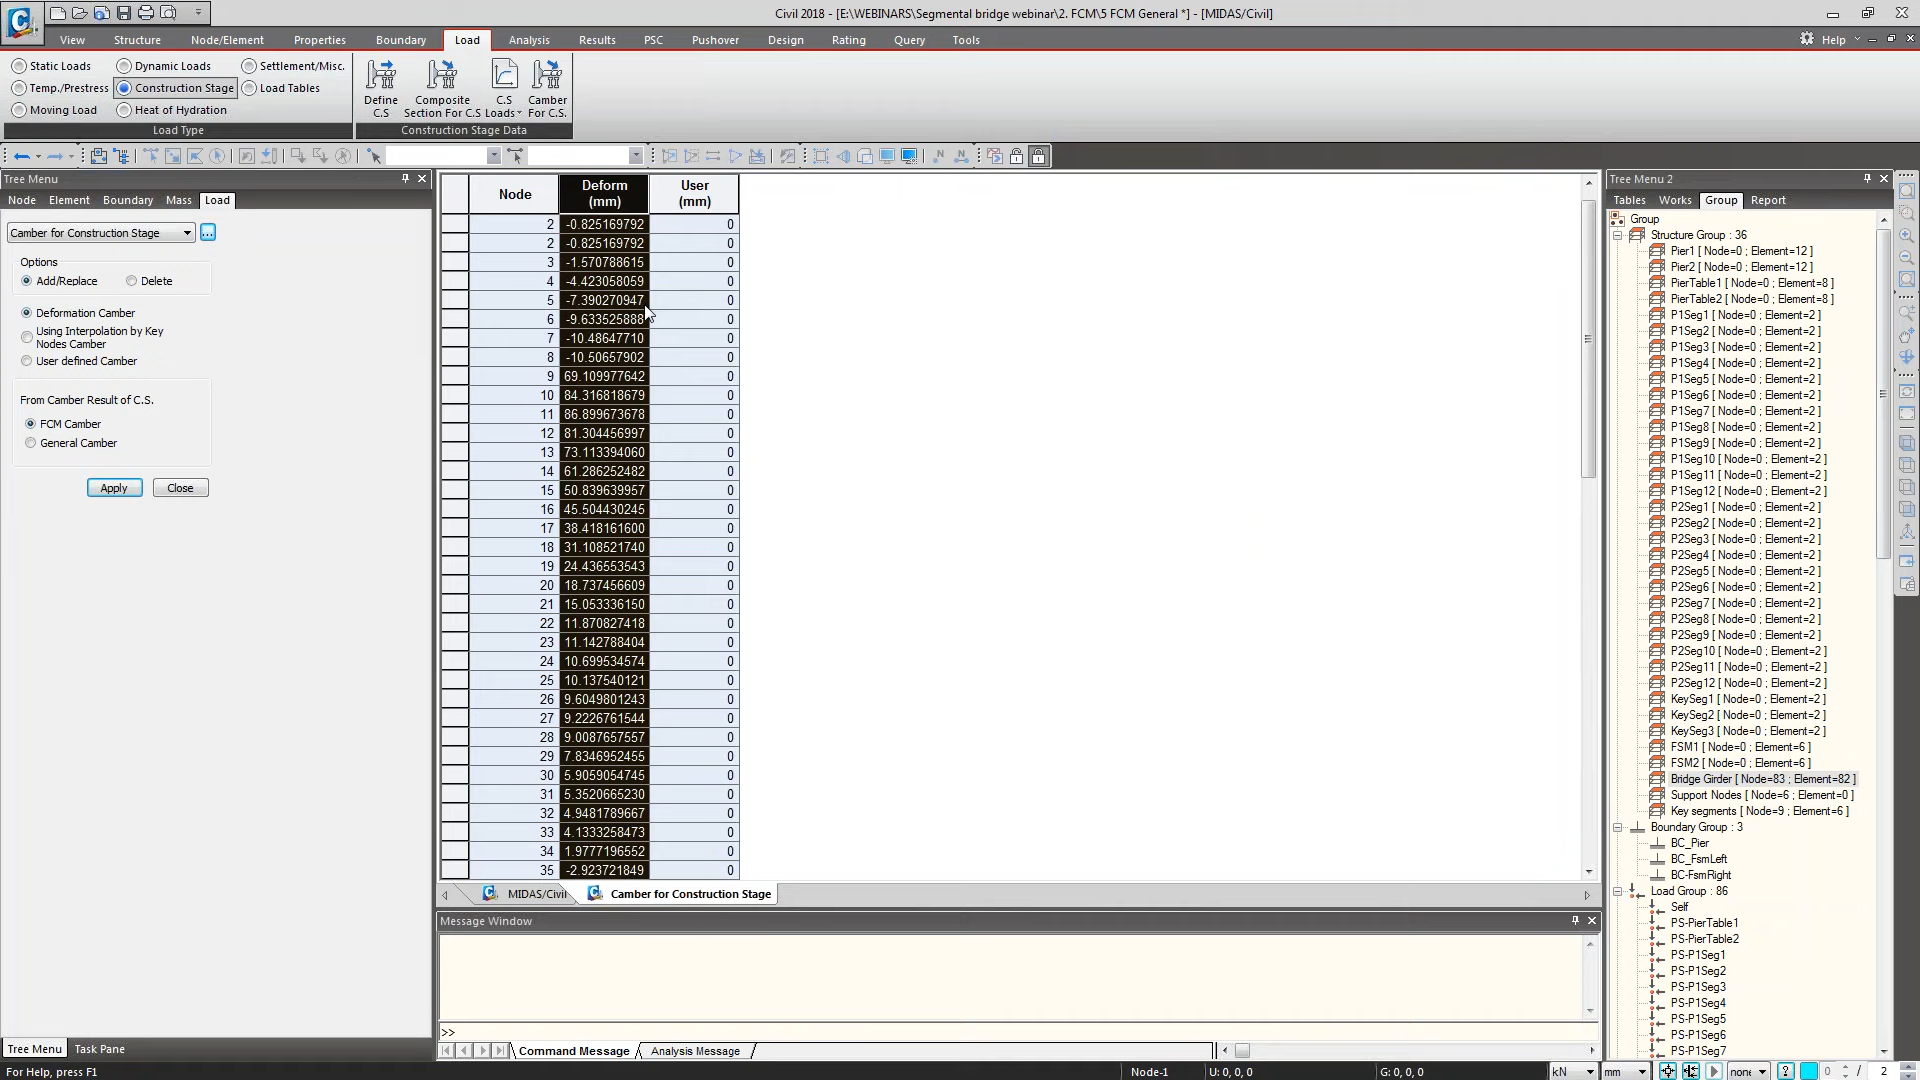 Civil 2018 - [E:\WEBINARS\Segmental bridge webinar\2. FCM\5 FCM General *] - [MIDAS/Civil]
View Structure Node/Element Properties Boundary Load Analysis Results PSC Pushover Design Rating Query Tools Help
Static Loads Dynamic Loads Settlement/Misc.
Temp./Prestress Construction Stage Load Tables
Moving Load Heat of Hydration
Load Type
Define C.S
Composite Section For C.S
C.S Loads
Camber For C.S.
Construction Stage Data
Tree Menu
Node Element Boundary Mass Load
Camber for Construction Stage
...
Options
Add/Replace Delete
Deformation Camber
Using Interpolation by Key
Nodes Camber
User defined Camber
From Camber Result of C.S.
FCM Camber
General Camber
Apply Close
Tree Menu Task Pane
Node Deform (mm) User (mm)
2 -0.825169792 0
2 -0.825169792 0
3 -1.570788615 0
4 -4.423058059 0
5 -7.390270947 0
6 -9.633525888 0
7 -10.48647710 0
8 -10.50657902 0
9 69.109977642 0
10 84.316818679 0
11 86.899673678 0
12 81.304456997 0
13 73.113394060 0
14 61.286252482 0
15 50.839639957 0
16 45.504430245 0
17 38.418161600 0
18 31.108521740 0
19 24.436553543 0
20 18.737456609 0
21 15.053336150 0
22 11.870827418 0
23 11.142788404 0
24 10.699534574 0
25 10.137540121 0
26 9.6049801243 0
27 9.2226761544 0
28 9.0087657557 0
29 7.8346952455 0
30 5.9059054745 0
31 5.3520665230 0
32 4.9481789667 0
33 4.1333258473 0
34 1.9777196552 0
35 -2.923721849 0
MIDAS/Civil Camber for Construction Stage
Message Window
>>
Command Message Analysis Message
Tree Menu 2
Tables Works Group Report
Group
Structure Group : 36
Pier1 [ Node=0 ; Element=12 ]
Pier2 [ Node=0 ; Element=12 ]
PierTable1 [ Node=0 ; Element=8 ]
PierTable2 [ Node=0 ; Element=8 ]
P1Seg1 [ Node=0 ; Element=2 ]
P1Seg2 [ Node=0 ; Element=2 ]
P1Seg3 [ Node=0 ; Element=2 ]
P1Seg4 [ Node=0 ; Element=2 ]
P1Seg5 [ Node=0 ; Element=2 ]
P1Seg6 [ Node=0 ; Element=2 ]
P1Seg7 [ Node=0 ; Element=2 ]
P1Seg8 [ Node=0 ; Element=2 ]
P1Seg9 [ Node=0 ; Element=2 ]
P1Seg10 [ Node=0 ; Element=2 ]
P1Seg11 [ Node=0 ; Element=2 ]
P1Seg12 [ Node=0 ; Element=2 ]
P2Seg1 [ Node=0 ; Element=2 ]
P2Seg2 [ Node=0 ; Element=2 ]
P2Seg3 [ Node=0 ; Element=2 ]
P2Seg4 [ Node=0 ; Element=2 ]
P2Seg5 [ Node=0 ; Element=2 ]
P2Seg6 [ Node=0 ; Element=2 ]
P2Seg7 [ Node=0 ; Element=2 ]
P2Seg8 [ Node=0 ; Element=2 ]
P2Seg9 [ Node=0 ; Element=2 ]
P2Seg10 [ Node=0 ; Element=2 ]
P2Seg11 [ Node=0 ; Element=2 ]
P2Seg12 [ Node=0 ; Element=2 ]
KeySeg1 [ Node=0 ; Element=2 ]
KeySeg2 [ Node=0 ; Element=2 ]
KeySeg3 [ Node=0 ; Element=2 ]
FSM1 [ Node=0 ; Element=6 ]
FSM2 [ Node=0 ; Element=6 ]
Bridge Girder [ Node=83 ; Element=82 ]
Support Nodes [ Node=6 ; Element=0 ]
Key segments [ Node=9 ; Element=6 ]
Boundary Group : 3
BC_Pier
BC_FsmLeft
BC-FsmRight
Load Group : 86
Self
PS-PierTable1
PS-PierTable2
PS-P1Seg1
PS-P1Seg2
PS-P1Seg3
PS-P1Seg4
PS-P1Seg5
PS-P1Seg6
PS-P1Seg7
For Help, press F1 Node-1 U: 0, 0, 0 G: 0, 0, 0 kN mm none ? 0 / 2